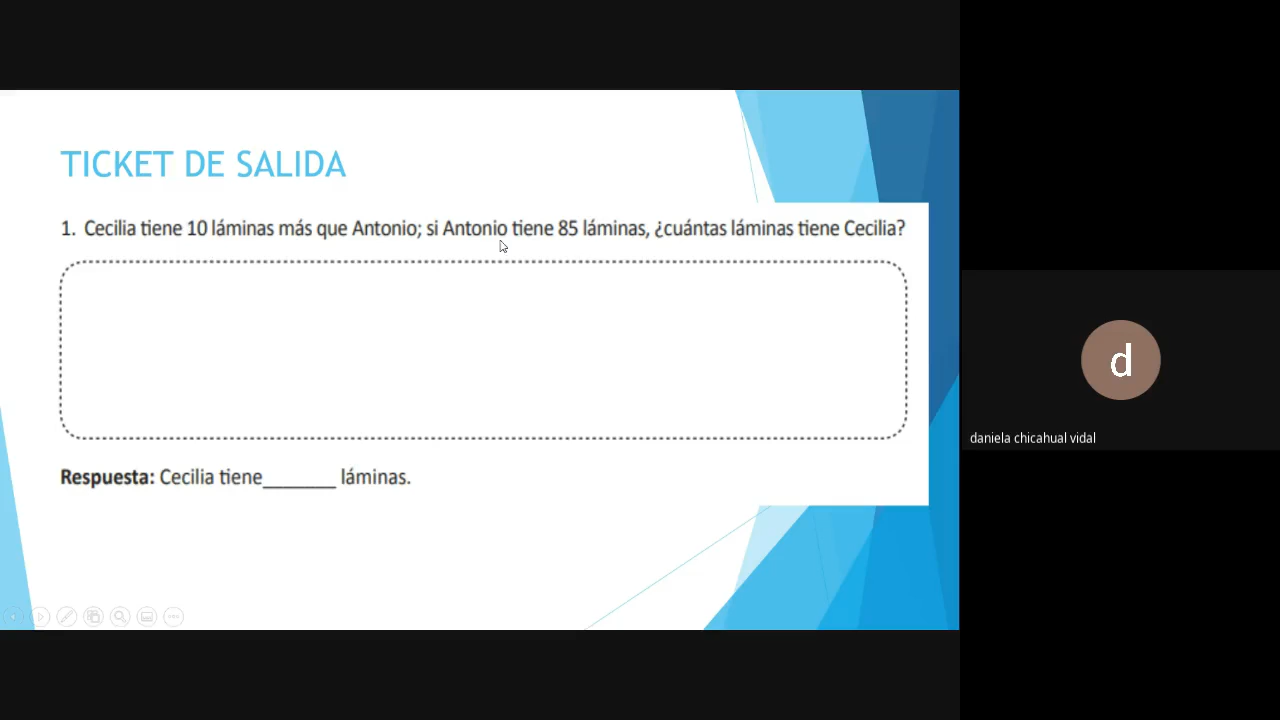 TICKET DE SALIDA
1. Cecilia tiene 10 láminas más que Antonio; si Antonio tiene 85 láminas, ¿cuántas láminas tiene Cecilia?
Respuesta: Cecilia tiene_______ láminas.
d
daniela chicahual vidal